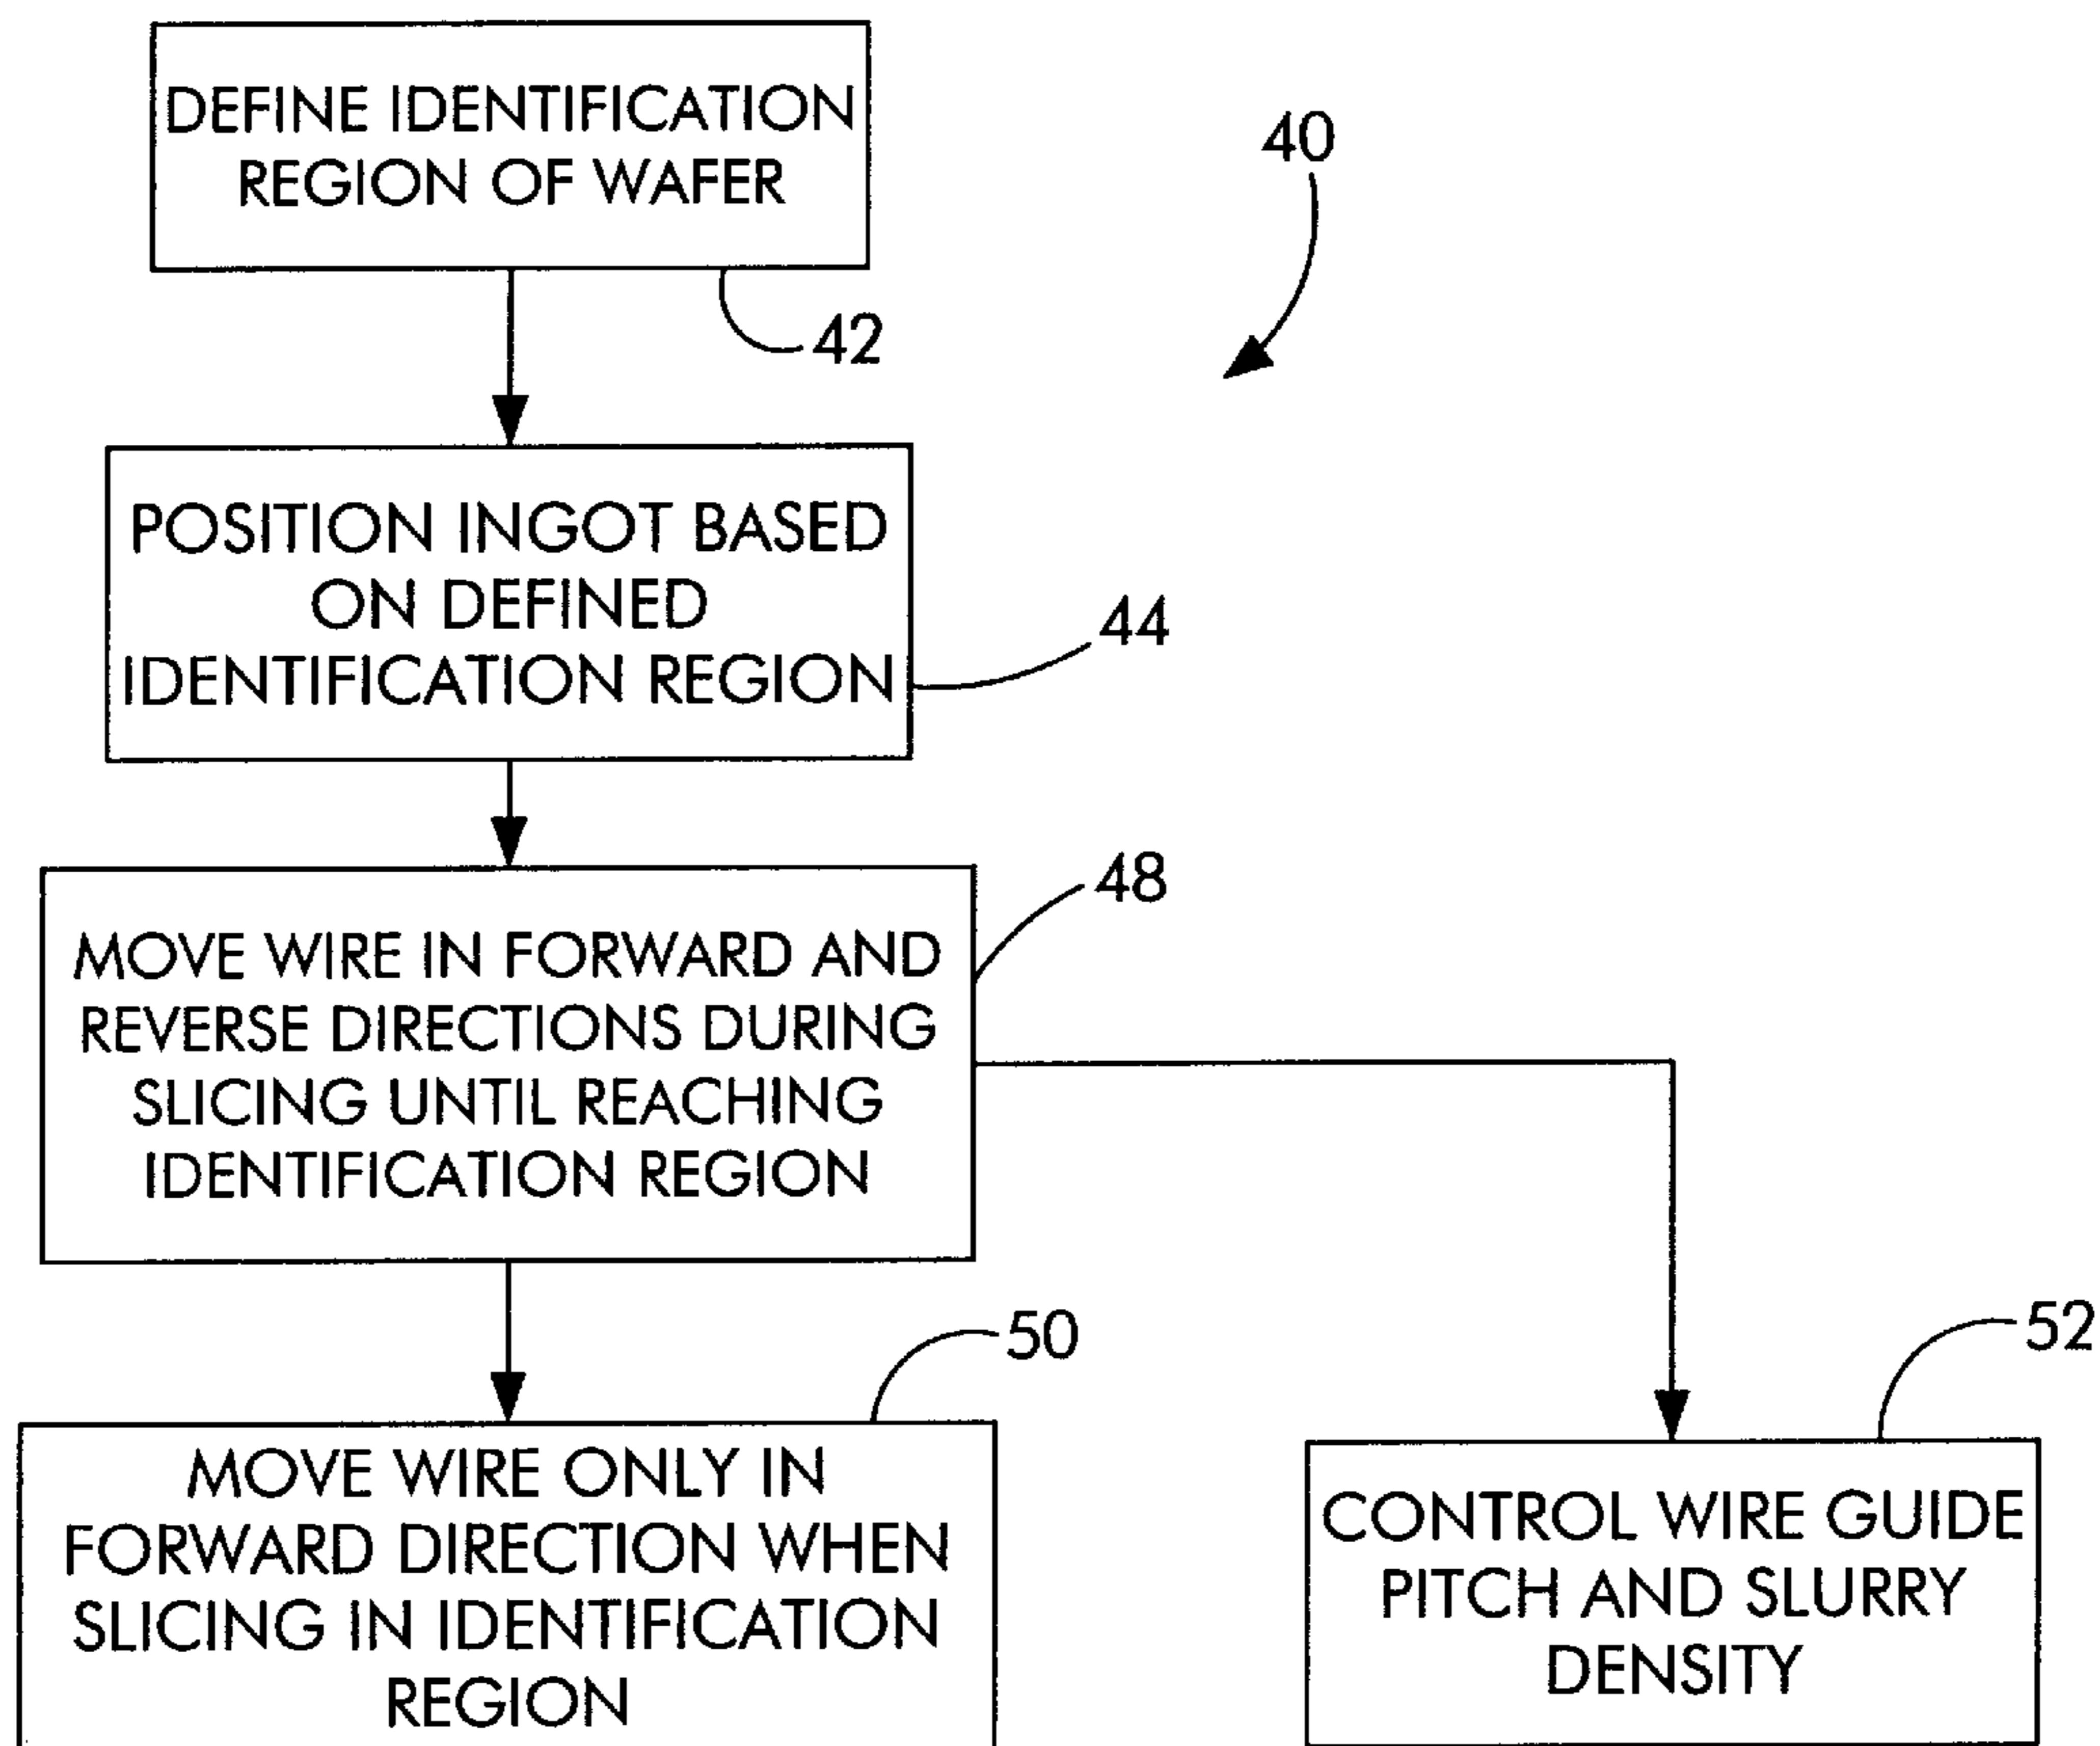 DEFINE IDENTIFICATION
REGION OF WAFER
40
42
POSITION INGOT BASED
ON DEFINED
IDENTIFICATION REGION
44
MOVE WIRE IN FORWARD AND
REVERSE DIRECTIONS DURING
SLICING UNTIL REACHING
IDENTIFICATION REGION
48
MOVE WIRE ONLY IN
FORWARD DIRECTION WHEN
SLICING IN IDENTIFICATION
REGION
50
CONTROL WIRE GUIDE
PITCH AND SLURRY
DENSITY
52